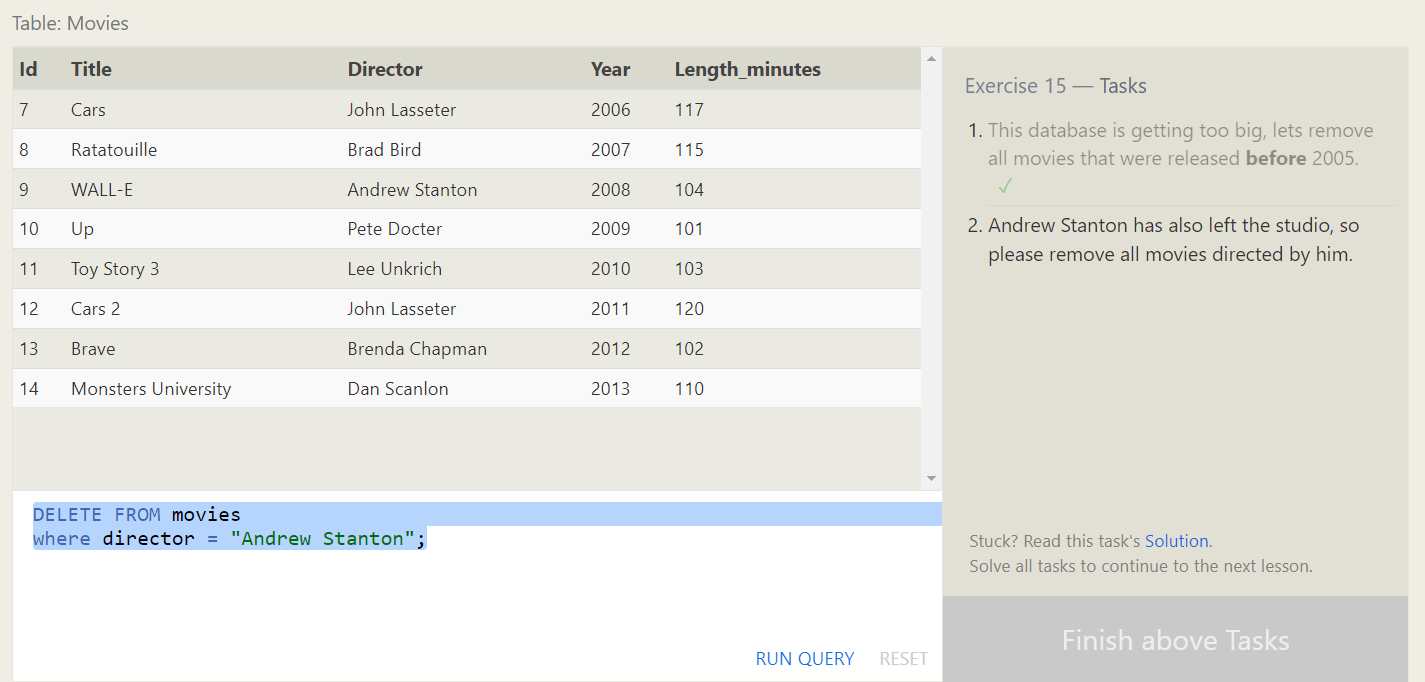 Table: Movies
Id Title Director Year Length_minutes
7 Cars John Lasseter 2006 117
8 Ratatouille Brad Bird 2007 115
9 WALL-E Andrew Stanton 2008 104
10 Up Pete Docter 2009 101
11 Toy Story 3 Lee Unkrich 2010 103
12 Cars 2 John Lasseter 2011 120
13 Brave Brenda Chapman 2012 102
14 Monsters University Dan Scanlon 2013 110
DELETE FROM movies
where director = "Andrew Stanton";
RUN QUERY RESET
Exercise 15 — Tasks
1. This database is getting too big, lets remove
all movies that were released before 2005.
✓
2. Andrew Stanton has also left the studio, so
please remove all movies directed by him.
Stuck? Read this task's Solution.
Solve all tasks to continue to the next lesson.
Finish above Tasks